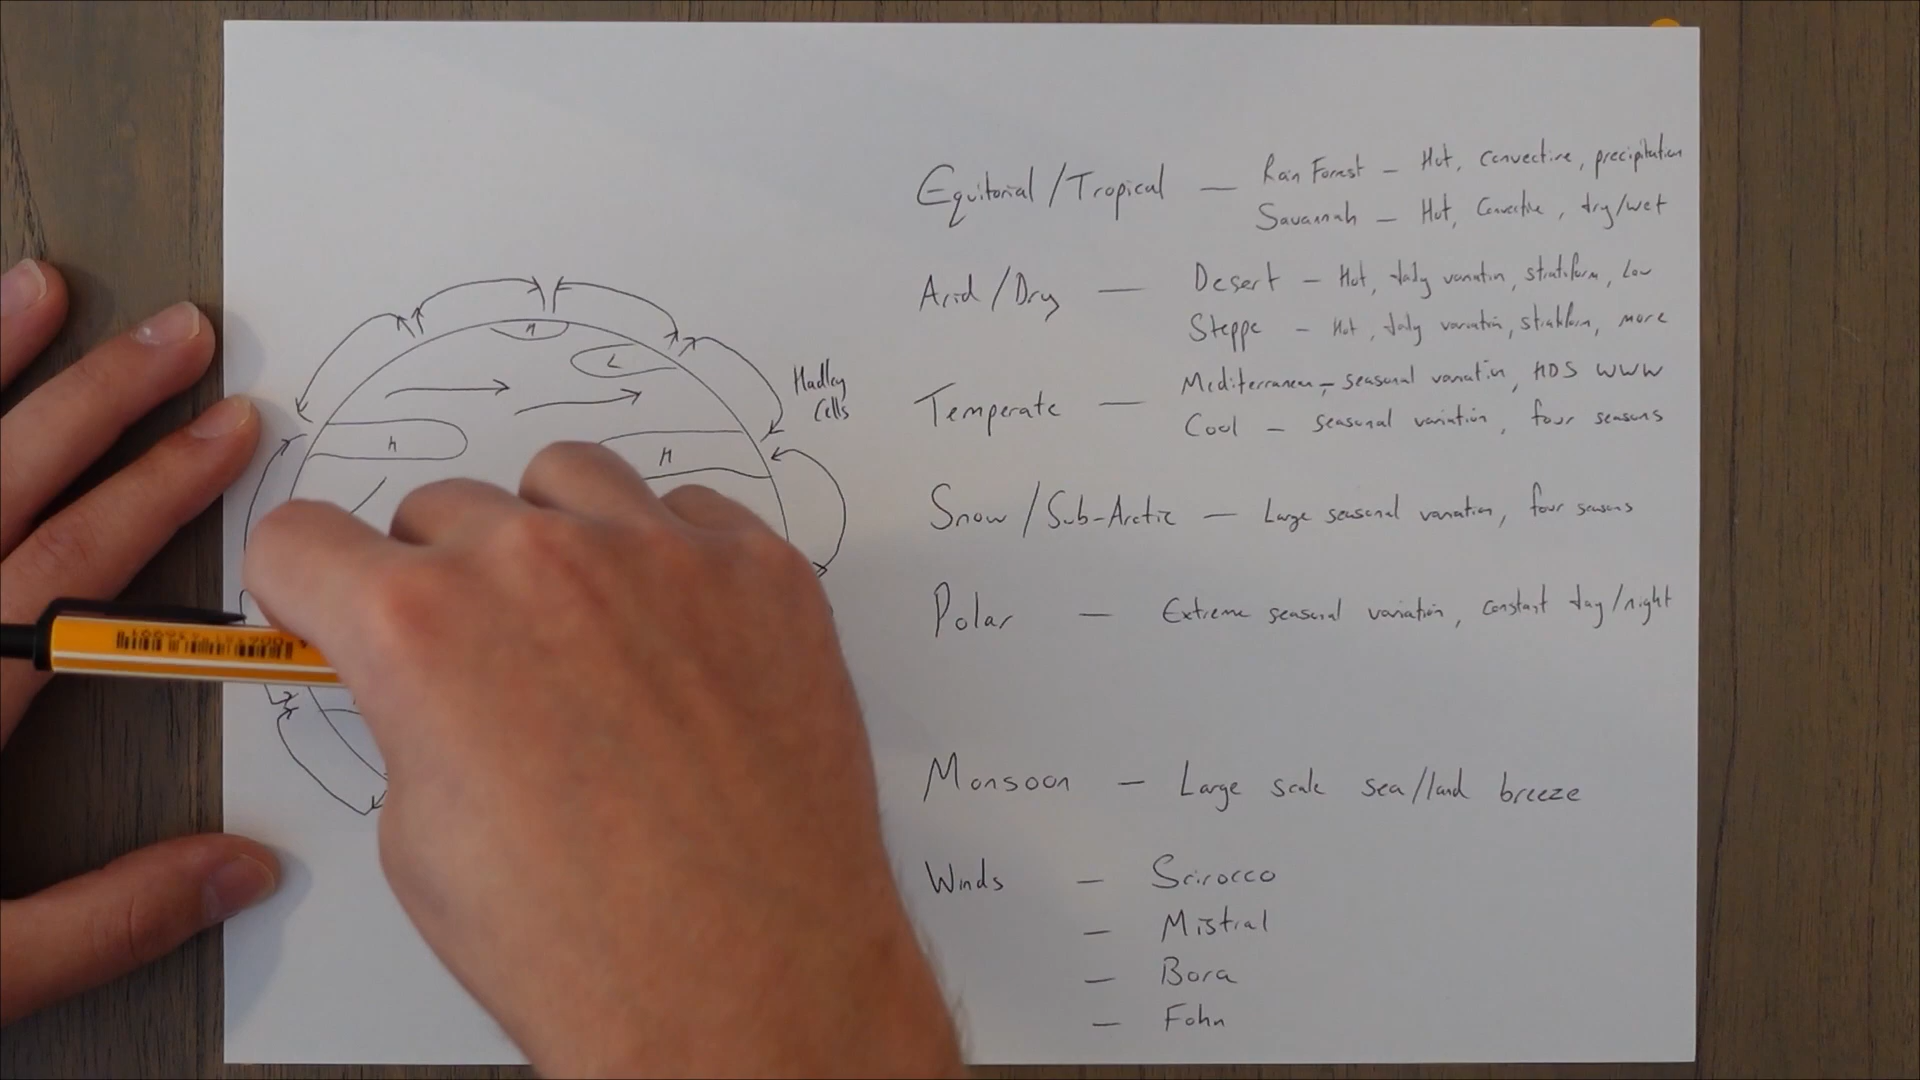 Equitorial / Tropical — Rain Forrest — Hot, Convective, precipitation
Savannah — Hot, Convective, dry/wet
Arid / Dry — Desert — Hot, daily variation, stratiform, Low
Steppe — Hot, daily variation, stratiform, more
Temperate — Mediterranean — seasonal variation, HDS WWW
Cool — seasonal variation, four seasons
Snow / Sub-Arctic — Large seasonal variation, four seasons
Polar — Extreme seasonal variation, constant day/night
Monsoon — Large scale sea/land breeze
Winds — Scirocco
— Mistral
— Bora
— Fohn
H
L
Hadley
Cells
H
H